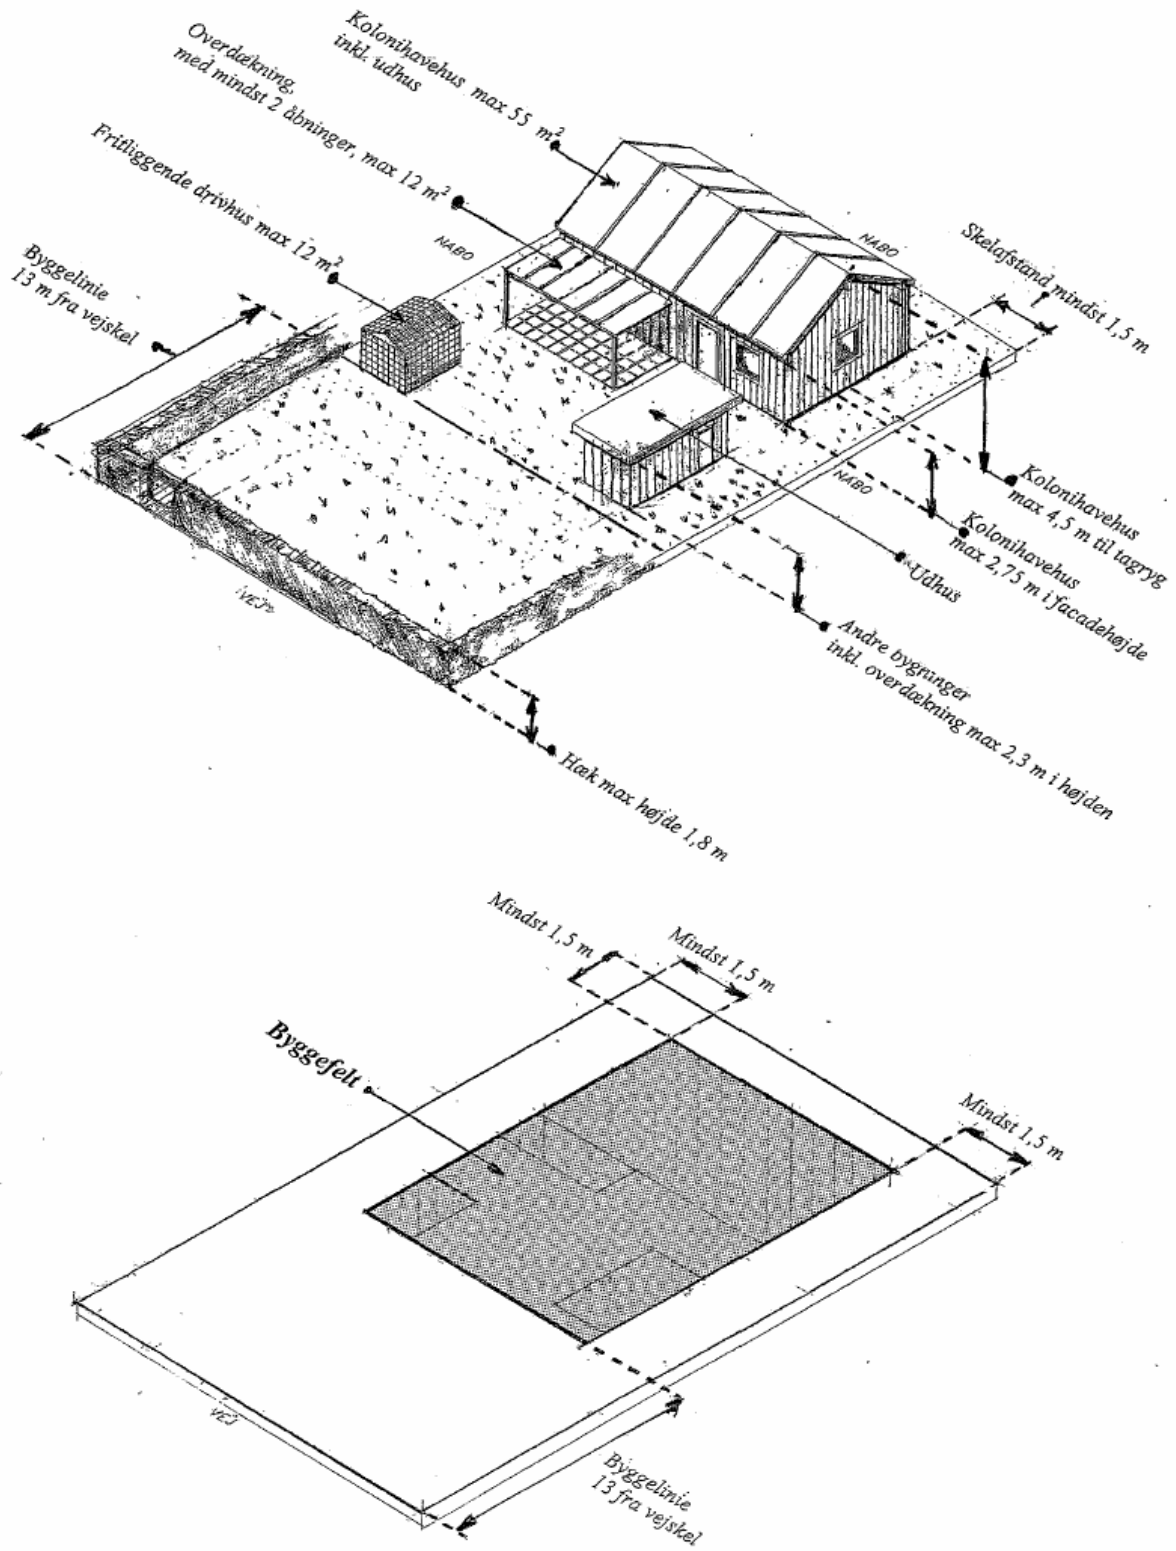 Kolonihavehus max 55 m²
inkl. udhus
Overdækning,
med mindst 2 åbninger, max 12 m²
Fritliggende drivhus max 12 m²
Byggelinie
13 m fra vejskel
NABO
NABO
Skelafstand mindst 1,5 m
NABO
Kolonihavehus
max 4,5 m til tagryg
Kolonihavehus
max 2,75 m i facadehøjde
Udhus
Andre bygninger
inkl. overdækning max 2,3 m i højden
Hæk max højde 1,8 m
VEJ
Mindst 1,5 m
Mindst 1,5 m
Byggefelt
Mindst 1,5 m
VEJ
Byggelinie
13 fra vejskel